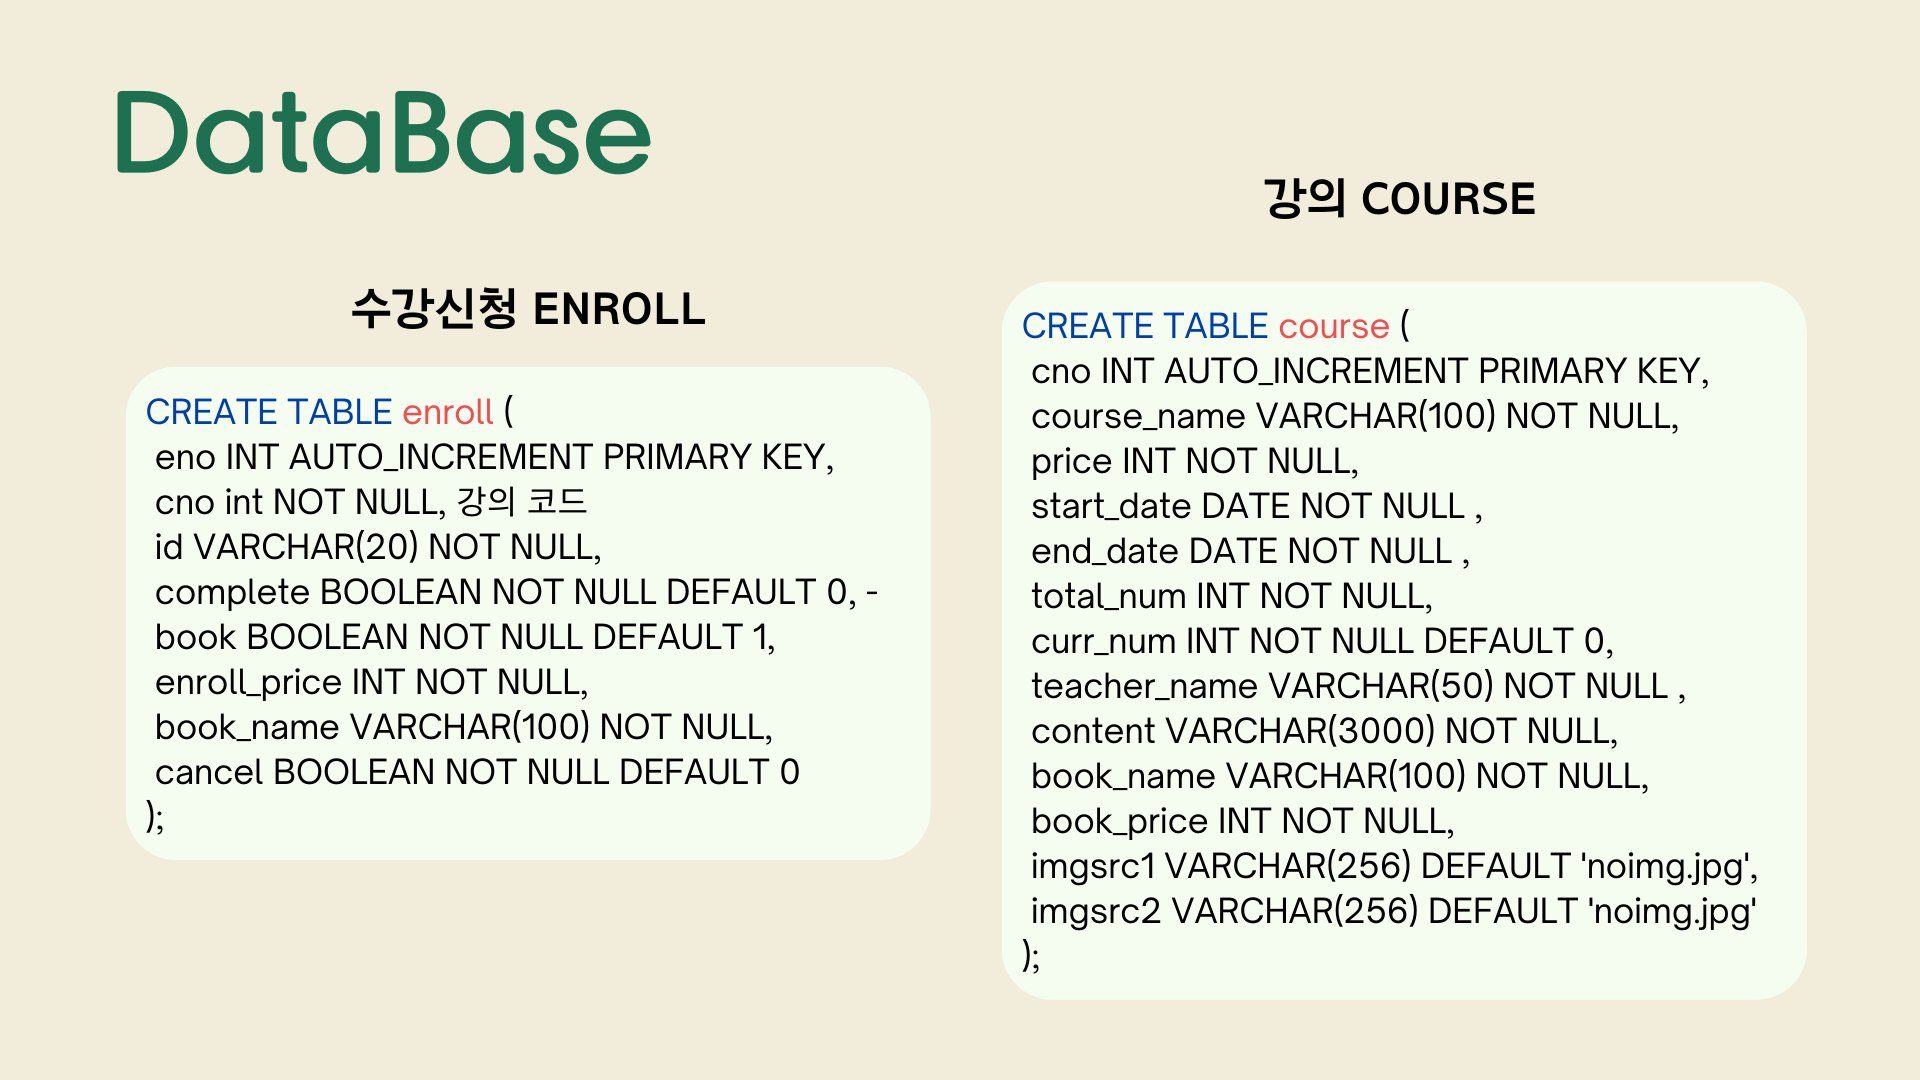 DataBase
수강신청 ENROLL
CREATE TABLE enroll (
eno INT AUTO_INCREMENT PRIMARY KEY,
cno int NOT NULL, 강의 코드
id VARCHAR(20) NOT NULL,
complete BOOLEAN NOT NULL DEFAULT 0, -
book BOOLEAN NOT NULL DEFAULT 1,
enroll_price INT NOT NULL,
book_name VARCHAR(100) NOT NULL,
cancel BOOLEAN NOT NULL DEFAULT 0
);
강의 COURSE
CREATE TABLE course (
cno INT AUTO_INCREMENT PRIMARY KEY,
course_name VARCHAR(100) NOT NULL,
price INT NOT NULL,
start_date DATE NOT NULL ,
end_date DATE NOT NULL ,
total_num INT NOT NULL,
curr_num INT NOT NULL DEFAULT 0,
teacher_name VARCHAR(50) NOT NULL ,
content VARCHAR(3000) NOT NULL,
book_name VARCHAR(100) NOT NULL,
book_price INT NOT NULL,
imgsrc1 VARCHAR(256) DEFAULT 'noimg.jpg',
imgsrc2 VARCHAR(256) DEFAULT 'noimg.jpg'
);